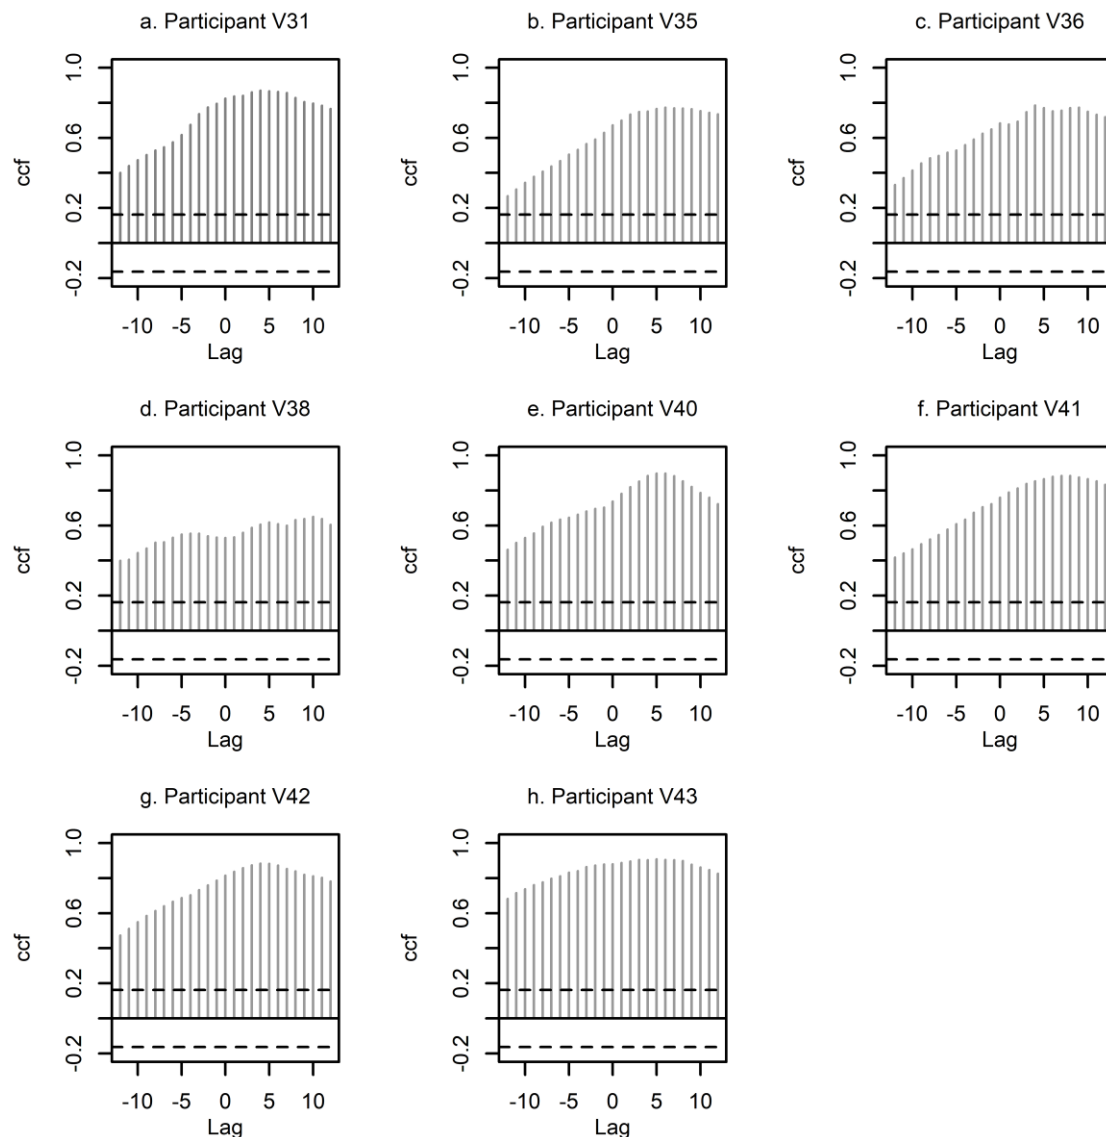 a. Participant V31
b. Participant V35
c. Participant V36
1.0
0.6
0.2
-0.2
ccf
-10 -5 0 5 10
Lag
1.0
0.6
0.2
-0.2
ccf
-10 -5 0 5 10
Lag
1.0
0.6
0.2
-0.2
ccf
-10 -5 0 5 10
Lag
d. Participant V38
e. Participant V40
f. Participant V41
1.0
0.6
0.2
-0.2
ccf
-10 -5 0 5 10
Lag
1.0
0.6
0.2
-0.2
ccf
-10 -5 0 5 10
Lag
1.0
0.6
0.2
-0.2
ccf
-10 -5 0 5 10
Lag
g. Participant V42
h. Participant V43
1.0
0.6
0.2
-0.2
ccf
-10 -5 0 5 10
Lag
1.0
0.6
0.2
-0.2
ccf
-10 -5 0 5 10
Lag